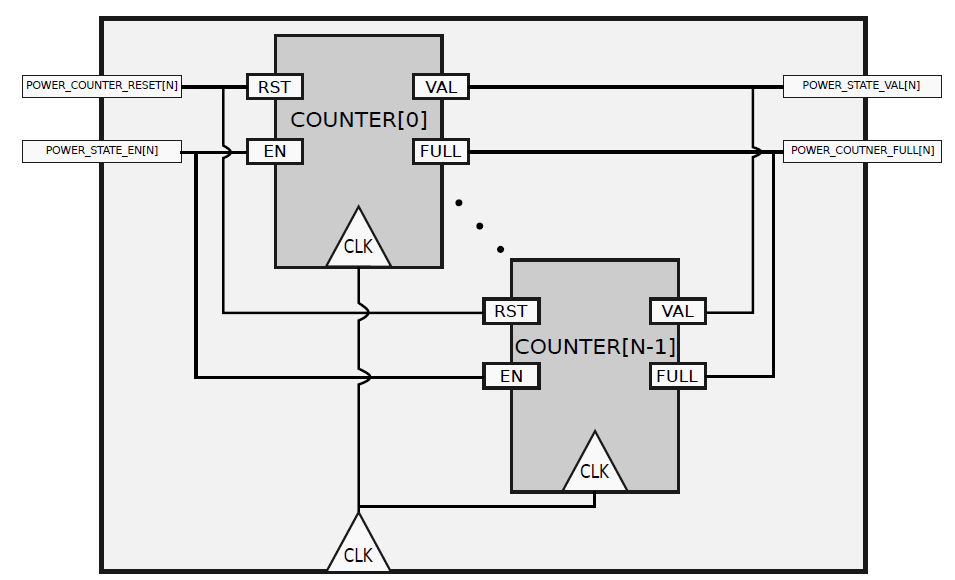 POWER_COUNTER_RESET[N]
RST
VAL
POWER_STATE_VAL[N]
COUNTER[0]
POWER_STATE_EN[N]
EN
FULL
POWER_COUTNER_FULL[N]
CLK
RST
VAL
COUNTER[N-1]
EN
FULL
CLK
CLK